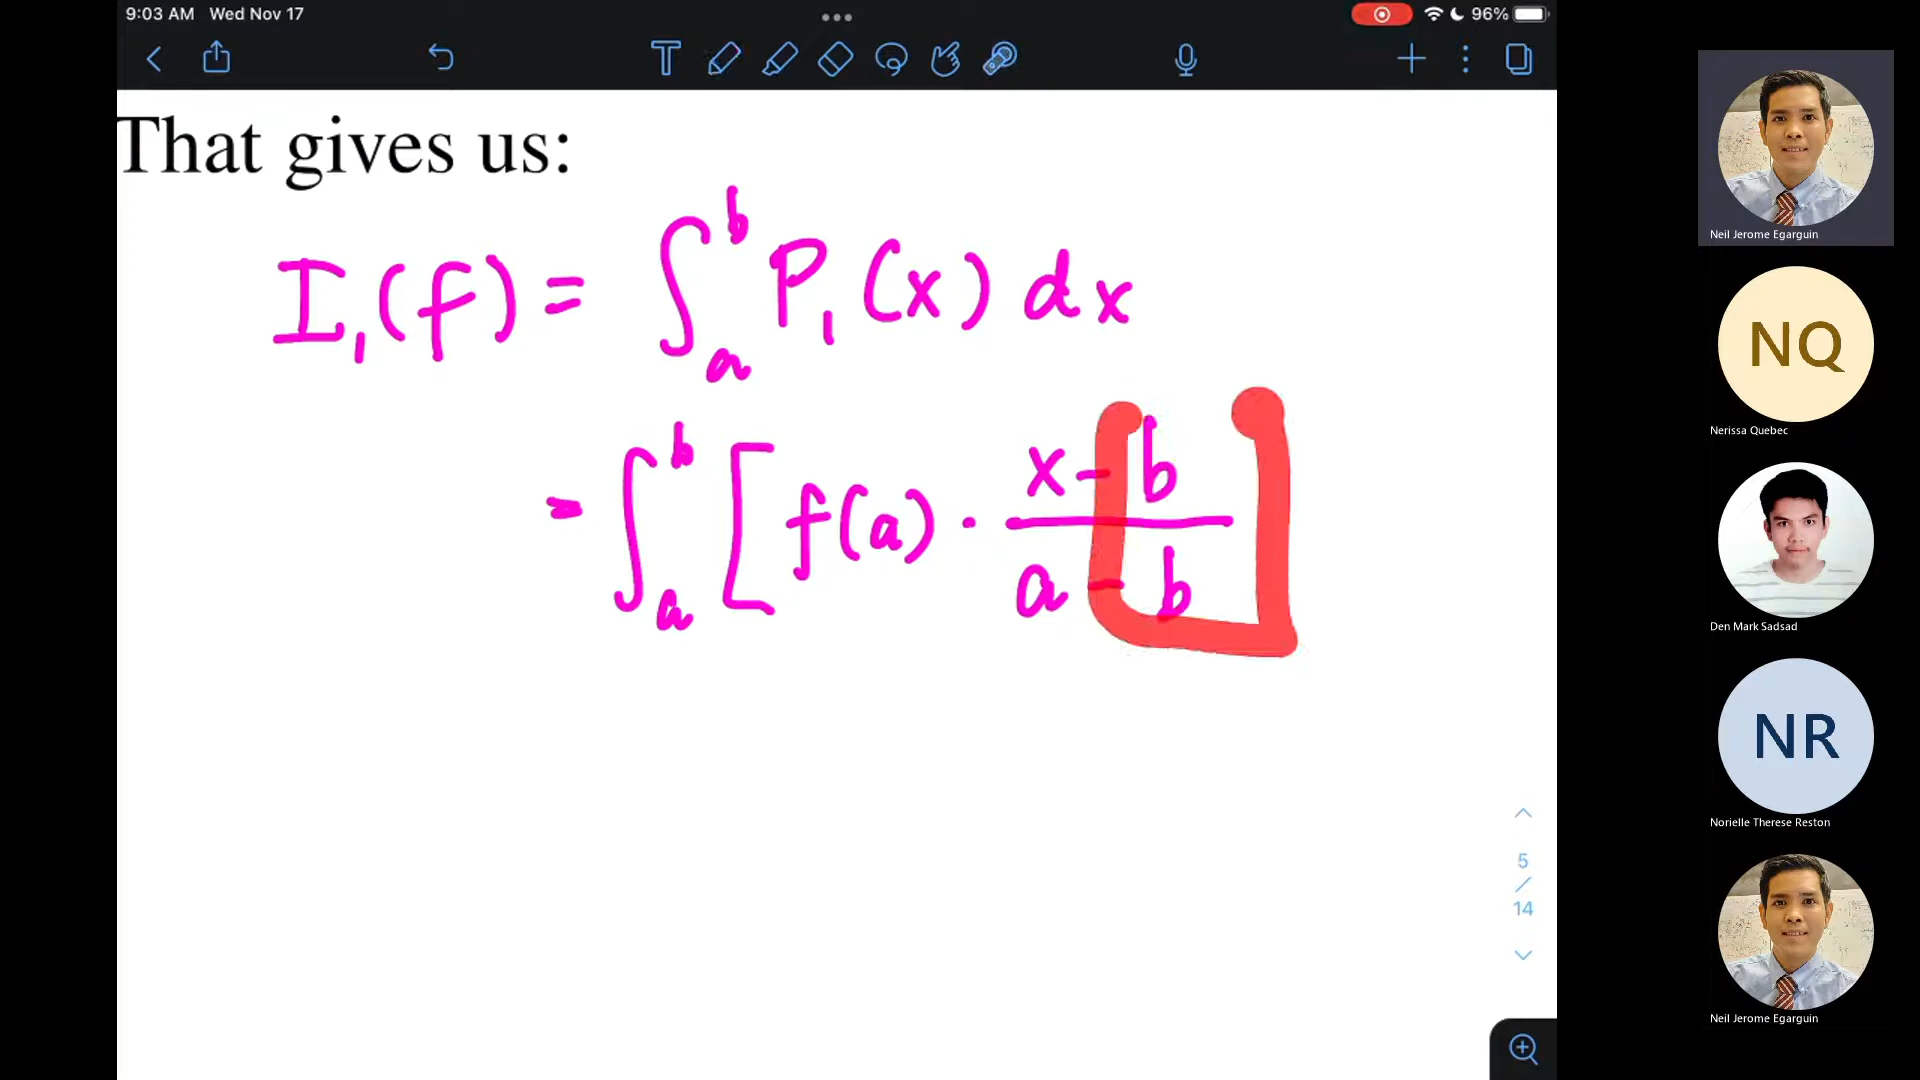 9:03 AM Wed Nov 17
96%
That gives us:
I₁(f) = ∫ₐᵇ P₁(x) dx
= ∫ₐᵇ [ f(a) · (x-b)/(a-b)
5
/
14
Neil Jerome Egarguin
NQ
Nerissa Quebec
Den Mark Sadsad
NR
Norielle Therese Reston
Neil Jerome Egarguin